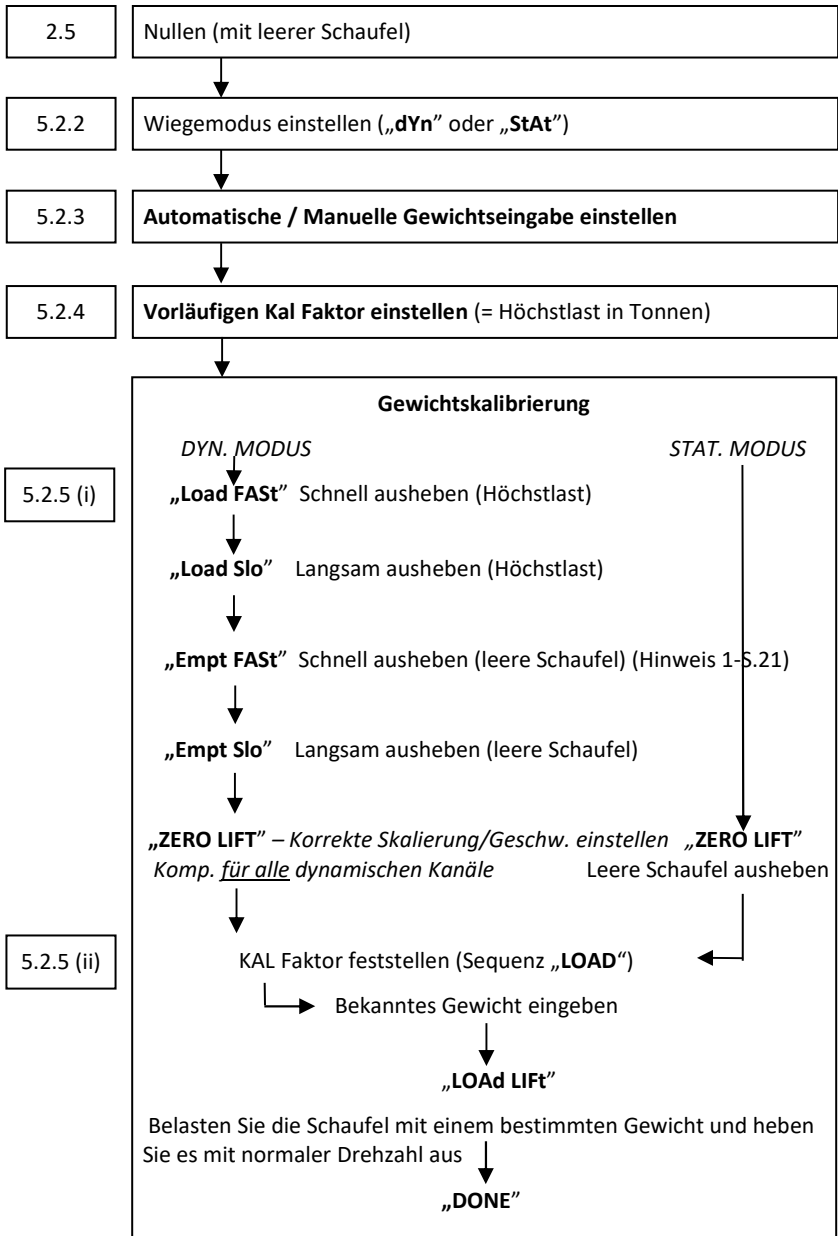 2.5 Nullen (mit leerer Schaufel)
5.2.2 Wiegemodus einstellen („dYn” oder „StAt”)
5.2.3 Automatische / Manuelle Gewichtseingabe einstellen
5.2.4 Vorläufigen Kal Faktor einstellen (= Höchstlast in Tonnen)
Gewichtskalibrierung
DYN. MODUS STAT. MODUS
5.2.5 (i) „Load FASt” Schnell ausheben (Höchstlast)
„Load Slo” Langsam ausheben (Höchstlast)
„Empt FASt” Schnell ausheben (leere Schaufel) (Hinweis 1-S.21)
„Empt Slo” Langsam ausheben (leere Schaufel)
„ZERO LIFT” – Korrekte Skalierung/Geschw. einstellen „ZERO LIFT”
Komp. für alle dynamischen Kanäle Leere Schaufel ausheben
5.2.5 (ii) KAL Faktor feststellen (Sequenz „LOAD“)
Bekanntes Gewicht eingeben
„LOAd LIFt”
Belasten Sie die Schaufel mit einem bestimmten Gewicht und heben
Sie es mit normaler Drehzahl aus
„DONE”